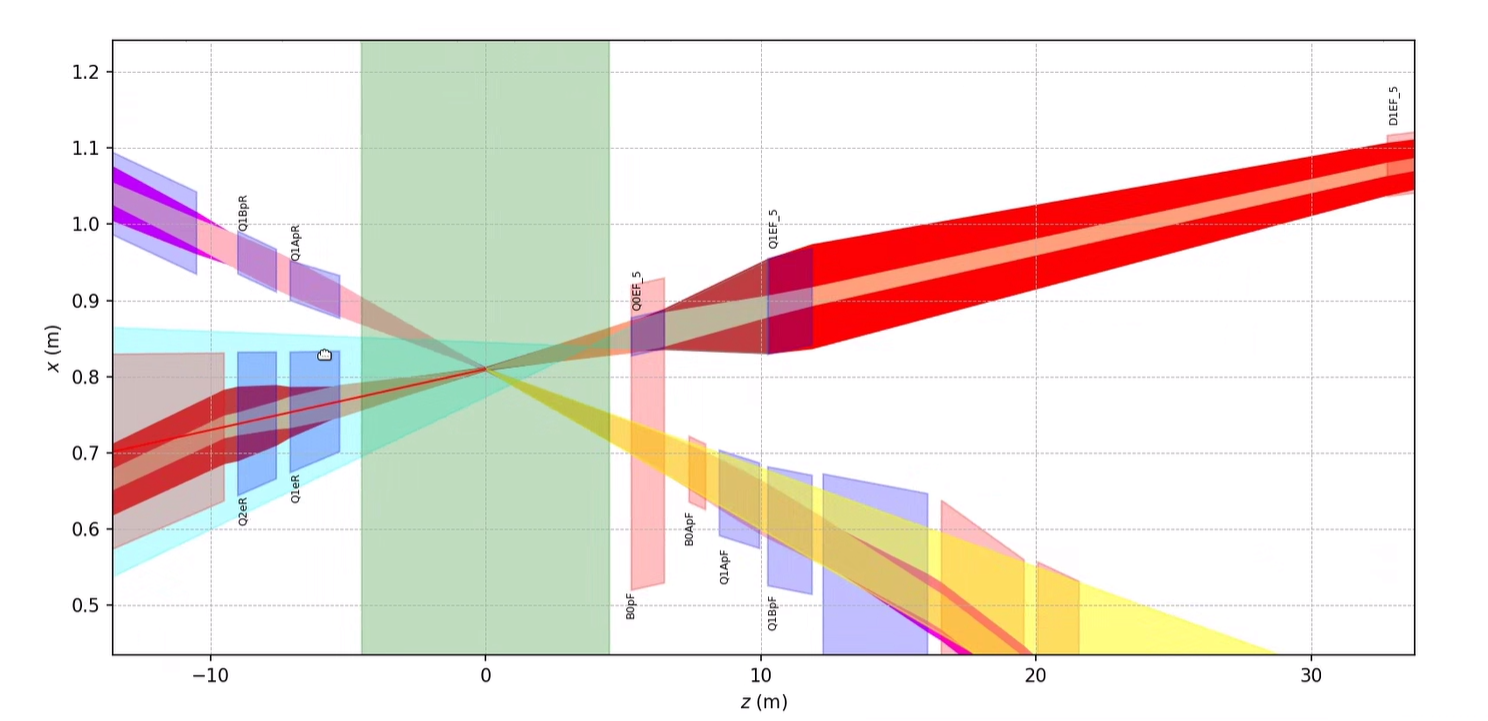 1.2
1.1
1.0
0.9
0.8
0.7
0.6
0.5
x (m)
−10
0
10
20
30
z (m)
Q1BpR
Q1ApR
Q2eR
Q1eR
Q0EF_5
Q1EF_5
D1EF_5
B0pF
B0ApF
Q1ApF
Q1BpF